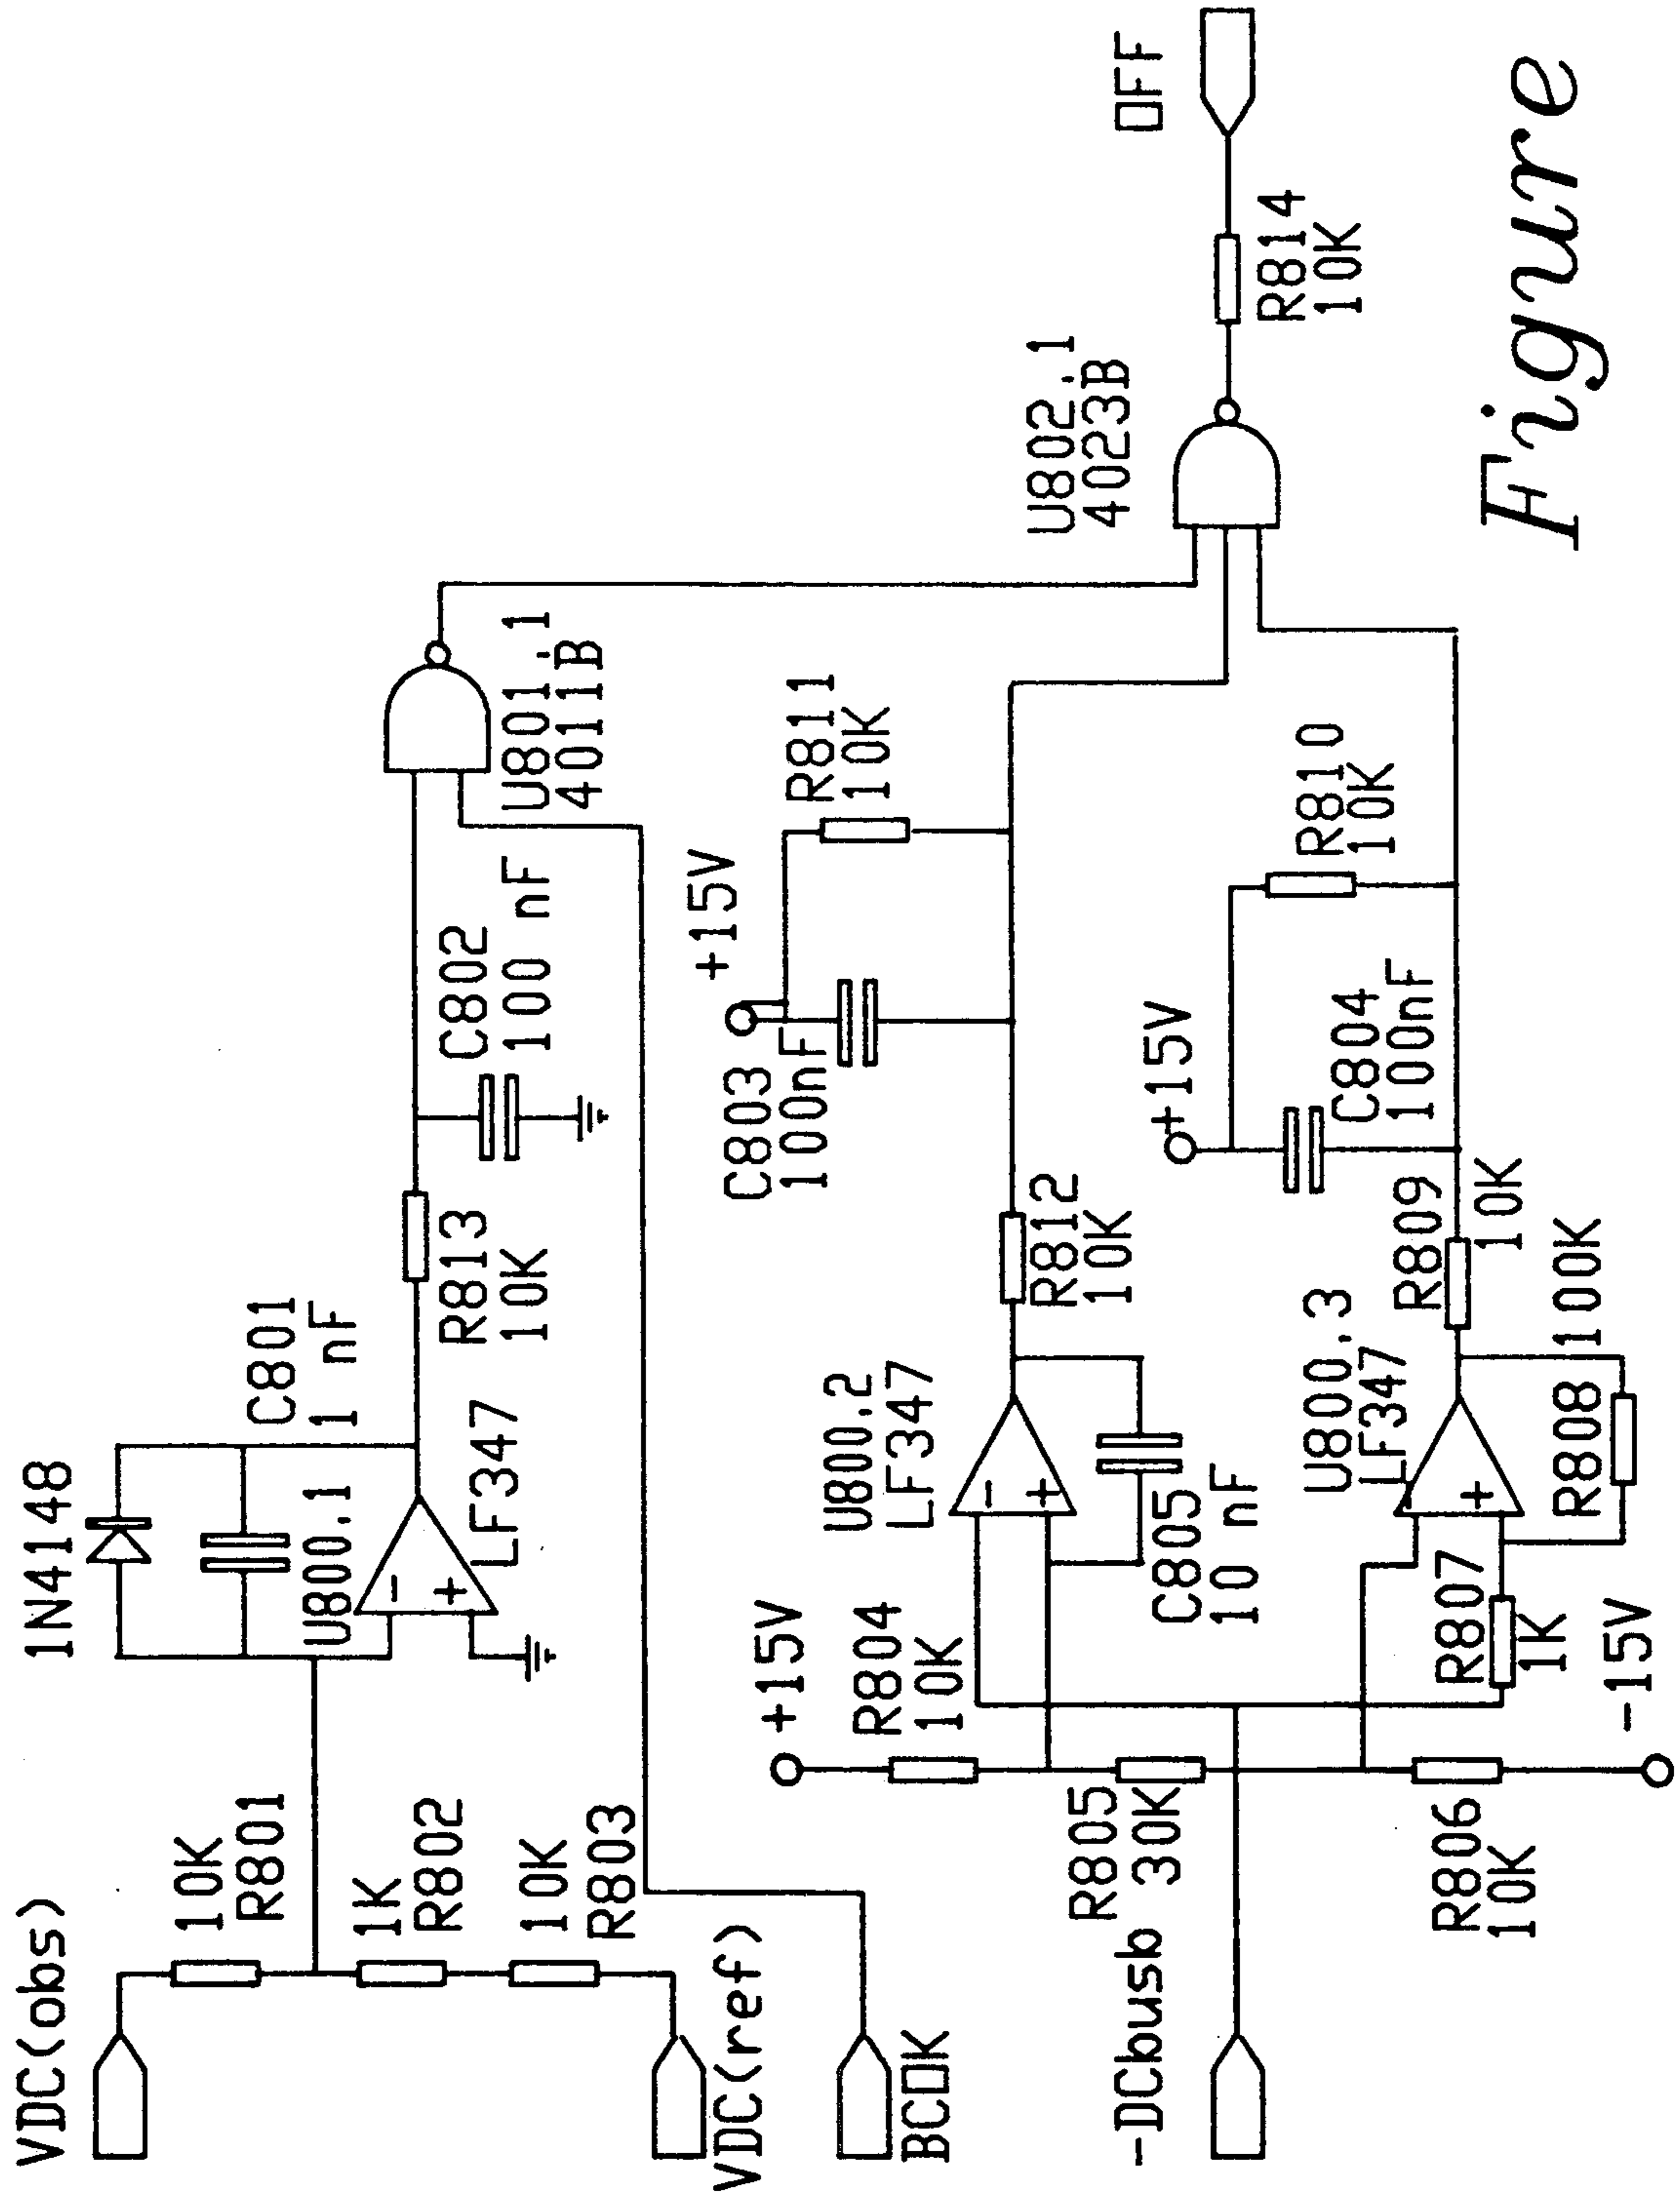 VDC(obs)
10K
R801
1K
R802
10K
R803
VDC(ref)
BCOK
-DCbusb
1N4148
C801
1 nF
U800.1
-
+
LF347
R813
10K
C802
100 nF
U801.1
4011B
+15V
R804
10K
R805
30K
R806
10K
-15V
U800.2
LF347
-
+
C805
10 nF
R812
10K
C803
100nF
+15V
R811
10K
U800.3
LF347
-
+
R807
1K
R808
100K
R809
10K
+15V
C804
100nF
R810
10K
U802.1
4023B
R814
10K
OFF
Figure